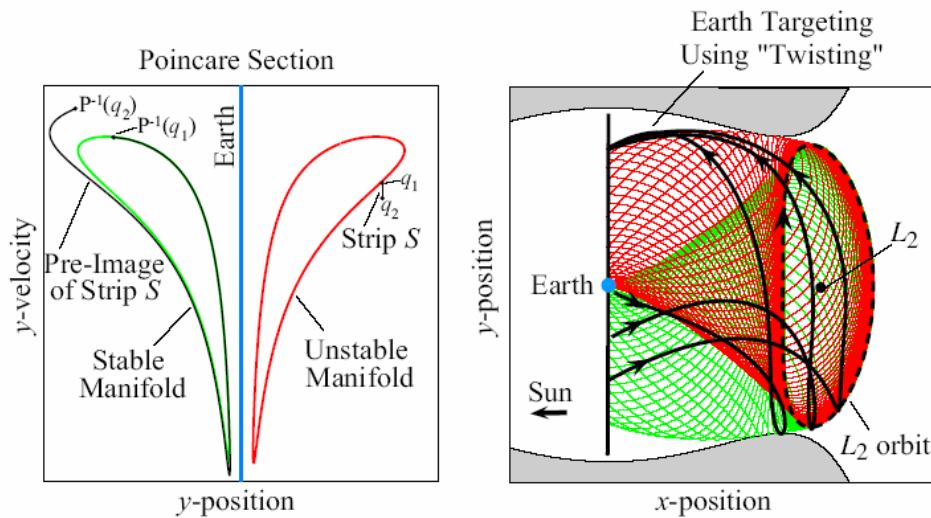 Poincare Section
P⁻¹(q₂)
P⁻¹(q₁)
Earth
q₁
q₂
Strip S
Pre-Image
of Strip S
Stable
Manifold
Unstable
Manifold
y-velocity
y-position
Earth Targeting
Using "Twisting"
L₂
Earth
Sun
L₂ orbit
y-position
x-position